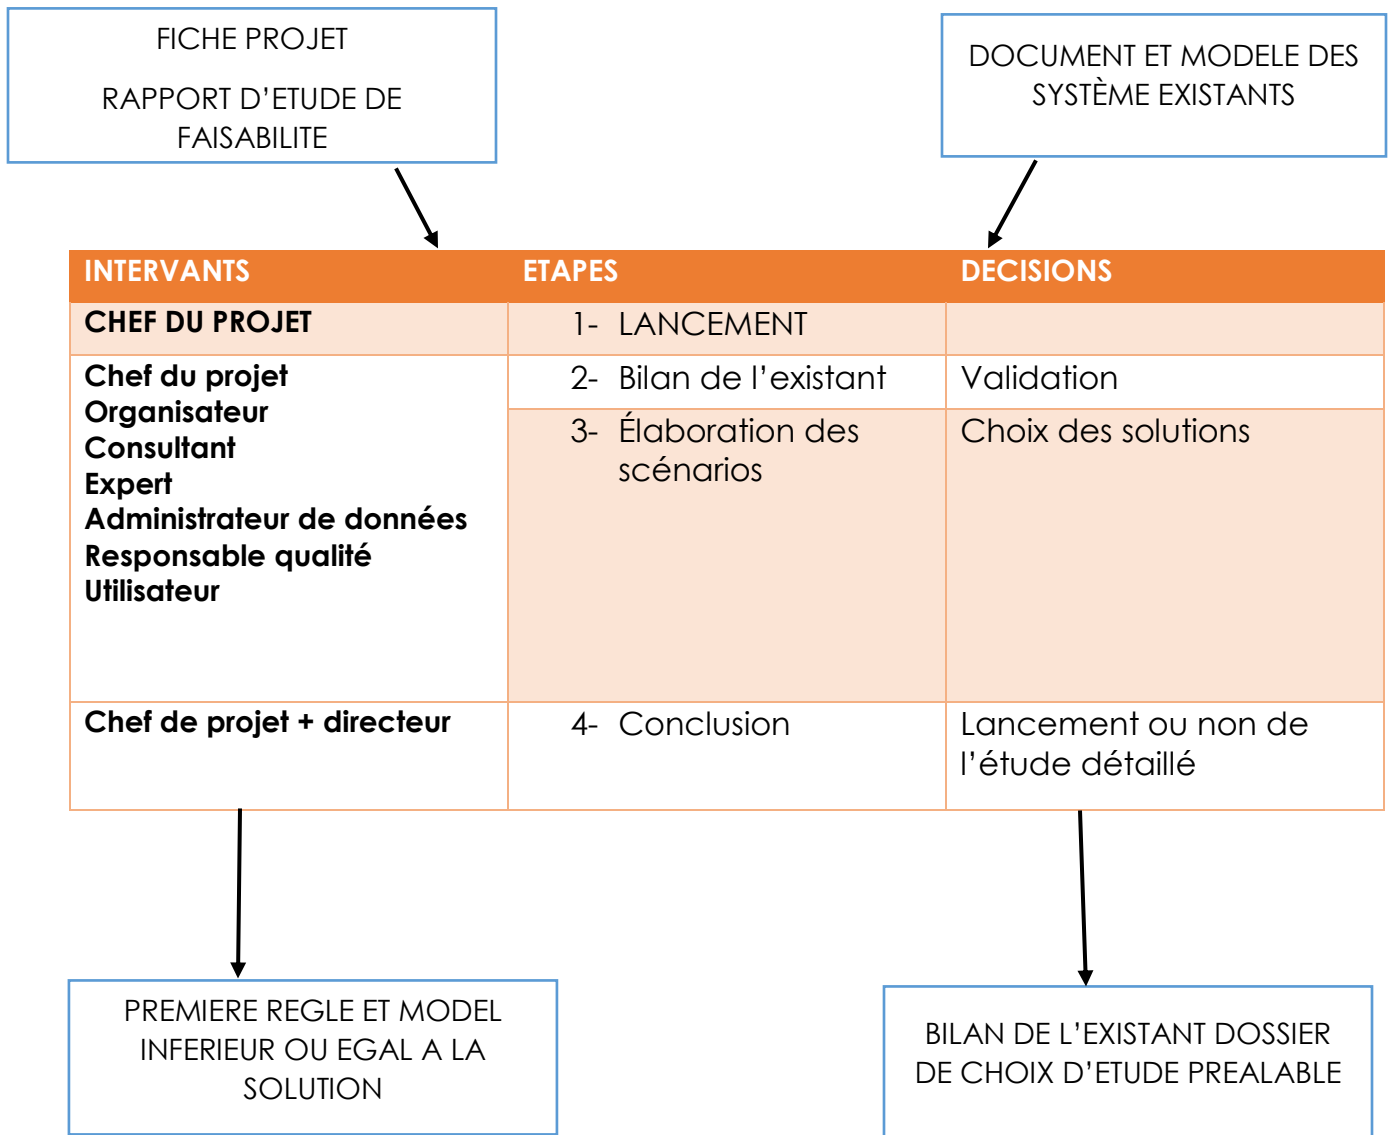 FICHE PROJET
RAPPORT D’ETUDE DE
FAISABILITE
DOCUMENT ET MODELE DES
SYSTÈME EXISTANTS
INTERVANTS
ETAPES
DECISIONS
CHEF DU PROJET
1- LANCEMENT
Chef du projet
Organisateur
Consultant
Expert
Administrateur de données
Responsable qualité
Utilisateur
2- Bilan de l’existant
Validation
3- Élaboration des
scénarios
Choix des solutions
Chef de projet + directeur
4- Conclusion
Lancement ou non de
l’étude détaillé
PREMIERE REGLE ET MODEL
INFERIEUR OU EGAL A LA
SOLUTION
BILAN DE L’EXISTANT DOSSIER
DE CHOIX D’ETUDE PREALABLE